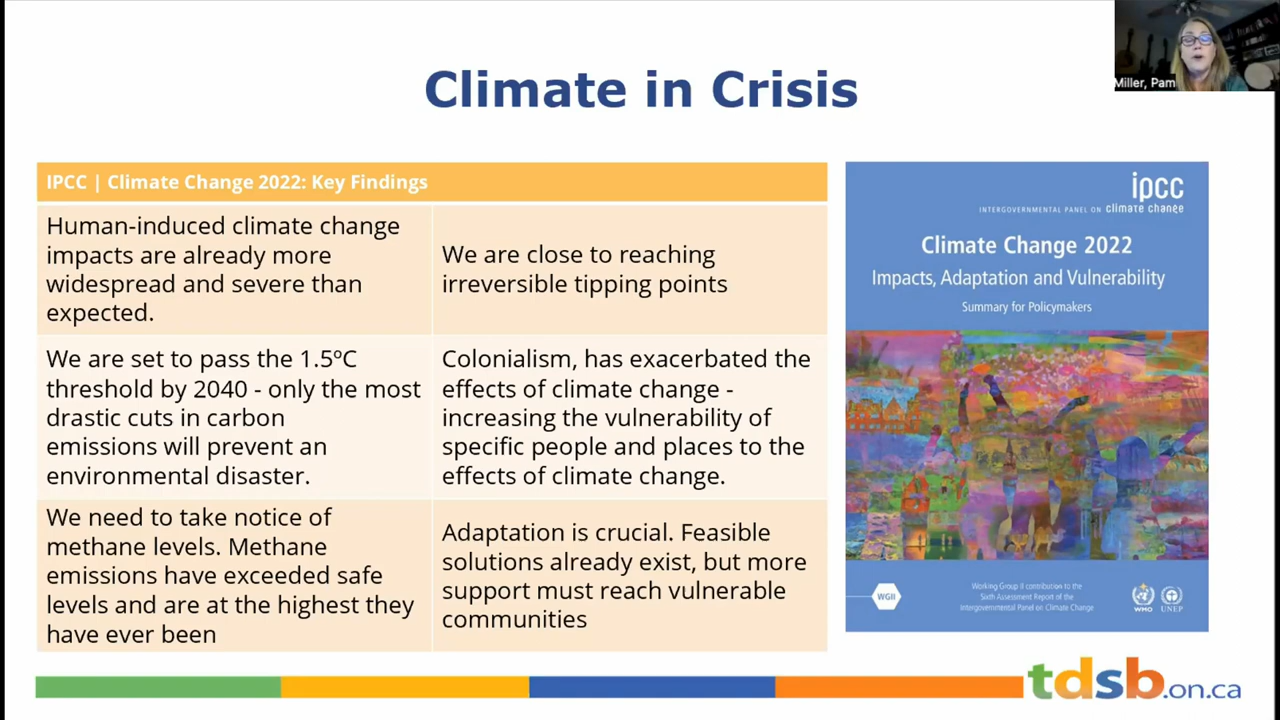 Climate in Crisis
Miller, Pam
IPCC | Climate Change 2022: Key Findings
Human-induced climate change
impacts are already more
widespread and severe than
expected.
We are close to reaching
irreversible tipping points
We are set to pass the 1.5ºC
threshold by 2040 - only the most
drastic cuts in carbon
emissions will prevent an
environmental disaster.
Colonialism, has exacerbated the
effects of climate change -
increasing the vulnerability of
specific people and places to the
effects of climate change.
We need to take notice of
methane levels. Methane
emissions have exceeded safe
levels and are at the highest they
have ever been
Adaptation is crucial. Feasible
solutions already exist, but more
support must reach vulnerable
communities
ipcc
INTERGOVERNMENTAL PANEL ON climate change
Climate Change 2022
Impacts, Adaptation and Vulnerability
Summary for Policymakers
WGII
Working Group II contribution to the
Sixth Assessment Report of the
Intergovernmental Panel on Climate Change
WMO
UNEP
tdsb.on.ca